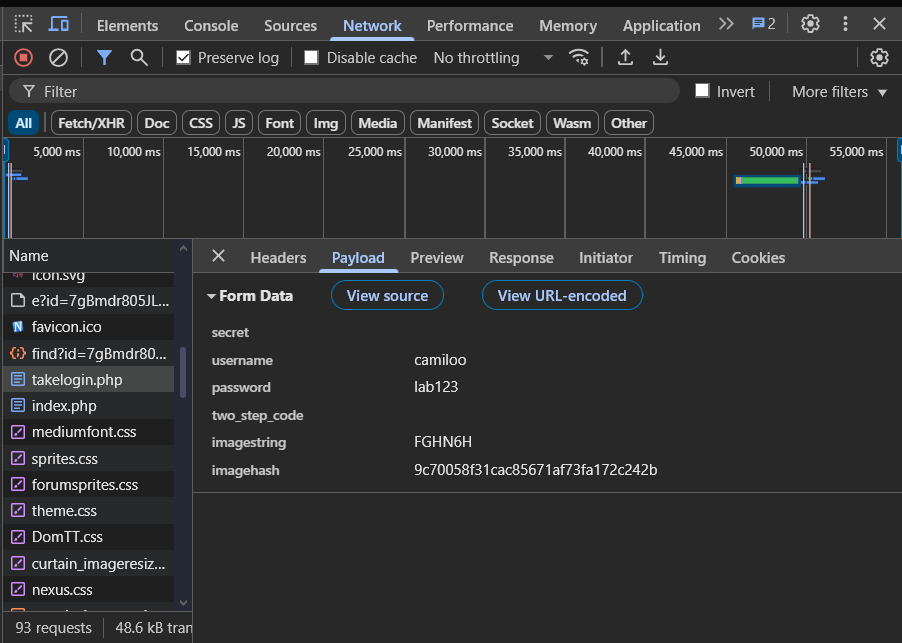 Elements Console Sources Network Performance Memory Application 2
Preserve log Disable cache No throttling
Filter Invert More filters
All Fetch/XHR Doc CSS JS Font Img Media Manifest Socket Wasm Other
5,000 ms 10,000 ms 15,000 ms 20,000 ms 25,000 ms 30,000 ms 35,000 ms 40,000 ms 45,000 ms 50,000 ms 55,000 ms
Name
icon.svg
e?id=7gBmdr805JL...
favicon.ico
find?id=7gBmdr80...
takelogin.php
index.php
mediumfont.css
sprites.css
forumsprites.css
theme.css
DomTT.css
curtain_imageresiz...
nexus.css
93 requests 48.6 kB tran
Headers Payload Preview Response Initiator Timing Cookies
Form Data View source View URL-encoded
secret
username camiloo
password lab123
two_step_code
imagestring FGHN6H
imagehash 9c70058f31cac85671af73fa172c242b